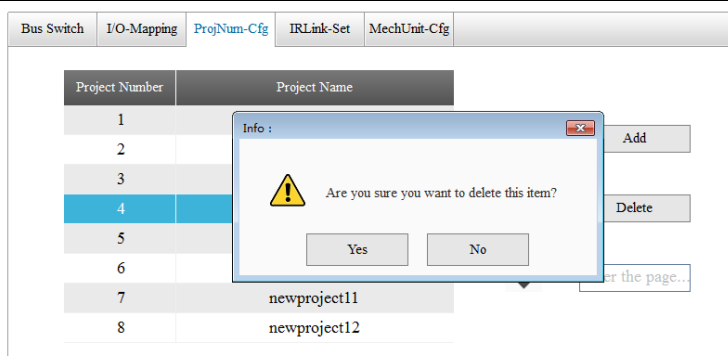 Bus Switch I/O-Mapping ProjNum-Cfg IRLink-Set MechUnit-Cfg
Project Number Project Name
1
Info :
Add
2
3
Are you sure you want to delete this item?
4
Delete
5
Yes No
6
er the page...
7 newproject11
8 newproject12